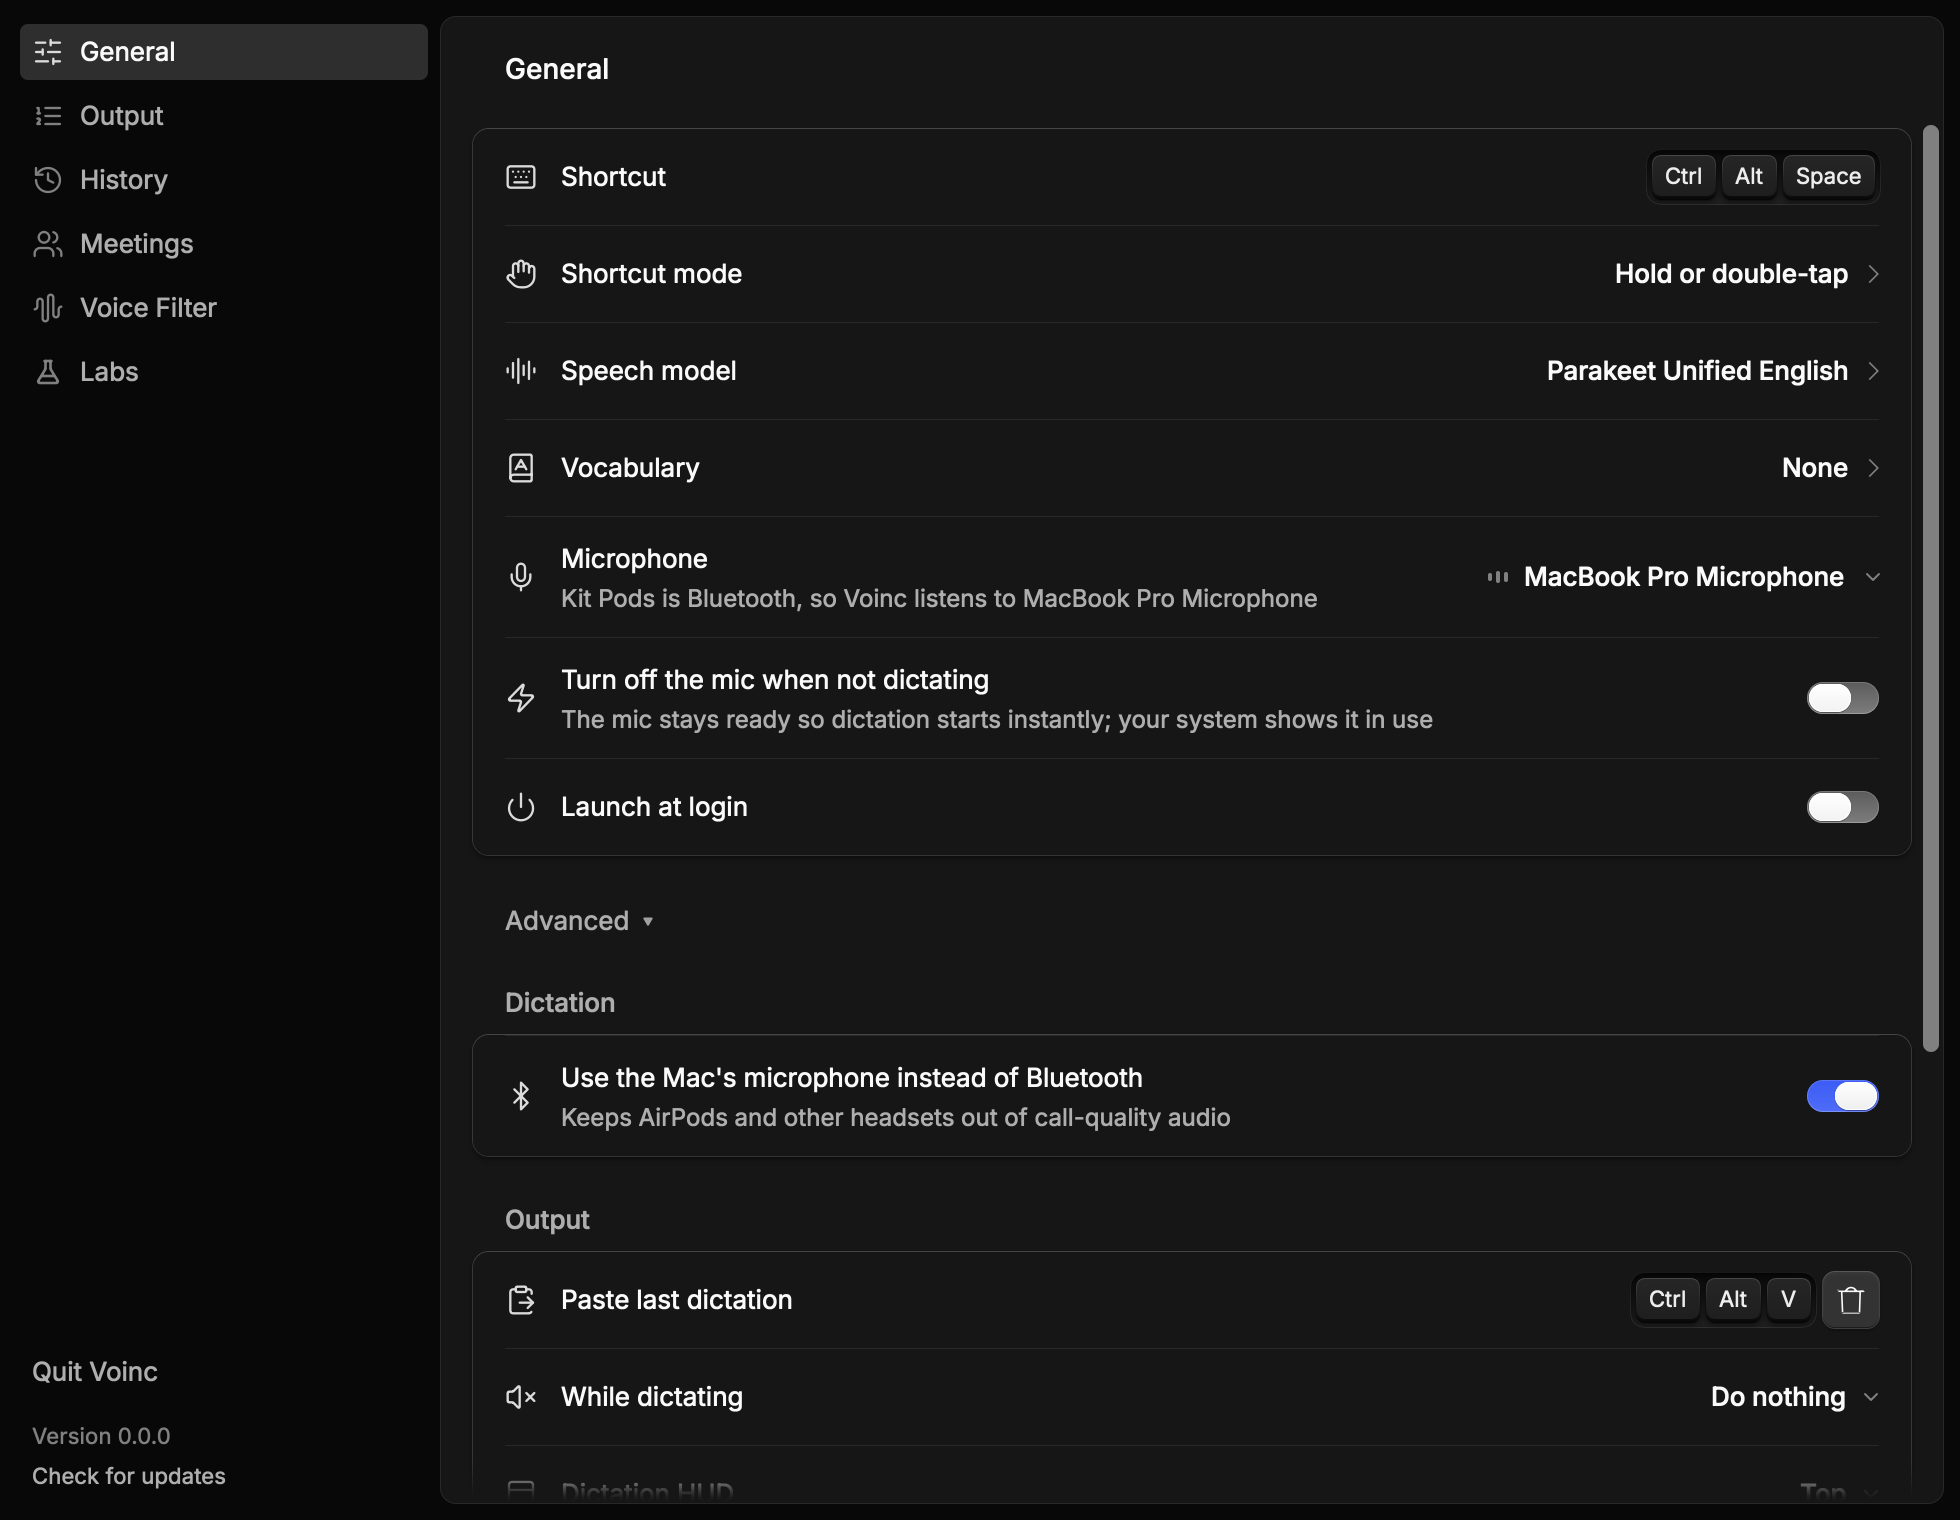 General
Output
History
Meetings
Voice Filter
Labs
Quit Voinc
Version 0.0.0
Check for updates
General
Shortcut
Ctrl Alt Space
Shortcut mode
Hold or double-tap
Speech model
Parakeet Unified English
Vocabulary
None
Microphone
Kit Pods is Bluetooth, so Voinc listens to MacBook Pro Microphone
MacBook Pro Microphone
Turn off the mic when not dictating
The mic stays ready so dictation starts instantly; your system shows it in use
Launch at login
Advanced
Dictation
Use the Mac's microphone instead of Bluetooth
Keeps AirPods and other headsets out of call-quality audio
Output
Paste last dictation
Ctrl Alt V
While dictating
Do nothing
Dictation HUD
Top